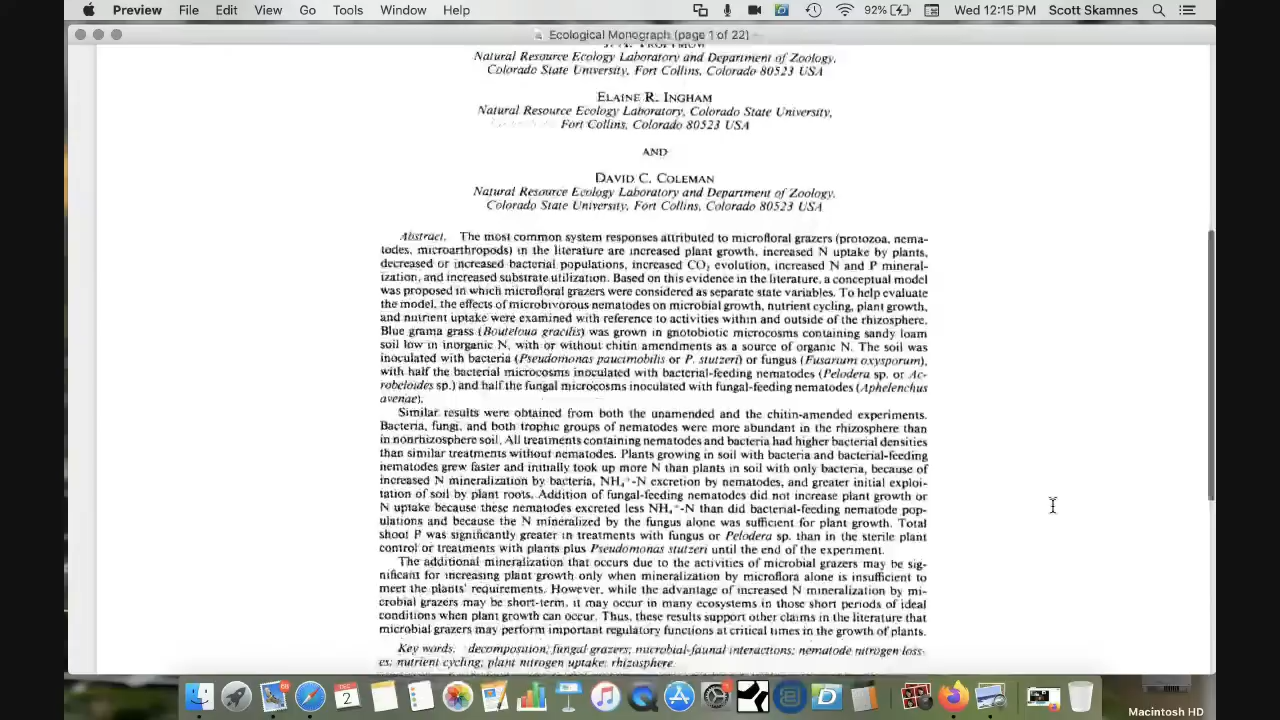 Preview File Edit View Go Tools Window Help 92% Wed 12:15 PM Scott Skamnes
Ecological Monograph (page 1 of 22)
Natural Resource Ecology Laboratory and Department of Zoology,
Colorado State University, Fort Collins, Colorado 80523 USA
ELAINE R. INGHAM
Natural Resource Ecology Laboratory, Colorado State University,
Fort Collins, Colorado 80523 USA
AND
DAVID C. COLEMAN
Natural Resource Ecology Laboratory and Department of Zoology,
Colorado State University, Fort Collins, Colorado 80523 USA
Abstract. The most common system responses attributed to microfloral grazers (protozoa, nema-
todes, microarthropods) in the literature are increased plant growth, increased N uptake by plants,
decreased or increased bacterial populations, increased CO₂ evolution, increased N and P mineral-
ization, and increased substrate utilization. Based on this evidence in the literature, a conceptual model
was proposed in which microfloral grazers were considered as separate state variables. To help evaluate
the model, the effects of microbivorous nematodes on microbial growth, nutrient cycling, plant growth,
and nutrient uptake were examined with reference to activities within and outside of the rhizosphere.
Blue grama grass (Bouteloua gracilis) was grown in gnotobiotic microcosms containing sandy loam
soil low in inorganic N, with or without chitin amendments as a source of organic N. The soil was
inoculated with bacteria (Pseudomonas paucimobilis or P. stutzeri) or fungus (Fusarium oxysporum),
with half the bacterial microcosms inoculated with bacterial-feeding nematodes (Pelodera sp. or Ac-
robeloides sp.) and half the fungal microcosms inoculated with fungal-feeding nematodes (Aphelenchus
avenae).
Similar results were obtained from both the unamended and the chitin-amended experiments.
Bacteria, fungi, and both trophic groups of nematodes were more abundant in the rhizosphere than
in nonrhizosphere soil. All treatments containing nematodes and bacteria had higher bacterial densities
than similar treatments without nematodes. Plants growing in soil with bacteria and bacterial-feeding
nematodes grew faster and initially took up more N than plants in soil with only bacteria, because of
increased N mineralization by bacteria, NH₄⁺-N excretion by nematodes, and greater initial exploi-
tation of soil by plant roots. Addition of fungal-feeding nematodes did not increase plant growth or
N uptake because these nematodes excreted less NH₄⁺-N than did bacterial-feeding nematode pop-
ulations and because the N mineralized by the fungus alone was sufficient for plant growth. Total
shoot P was significantly greater in treatments with fungus or Pelodera sp. than in the sterile plant
control or treatments with plants plus Pseudomonas stutzeri until the end of the experiment.
The additional mineralization that occurs due to the activities of microbial grazers may be sig-
nificant for increasing plant growth only when mineralization by microflora alone is insufficient to
meet the plants' requirements. However, while the advantage of increased N mineralization by mi-
crobial grazers may be short-term, it may occur in many ecosystems in those short periods of ideal
conditions when plant growth can occur. Thus, these results support other claims in the literature that
microbial grazers may perform important regulatory functions at critical times in the growth of plants.
Key words. decomposition; fungal grazers; microbial-faunal interactions; nematode nitrogen loss-
es; nutrient cycling; plant nitrogen uptake; rhizosphere.
DEC
2
Macintosh HD